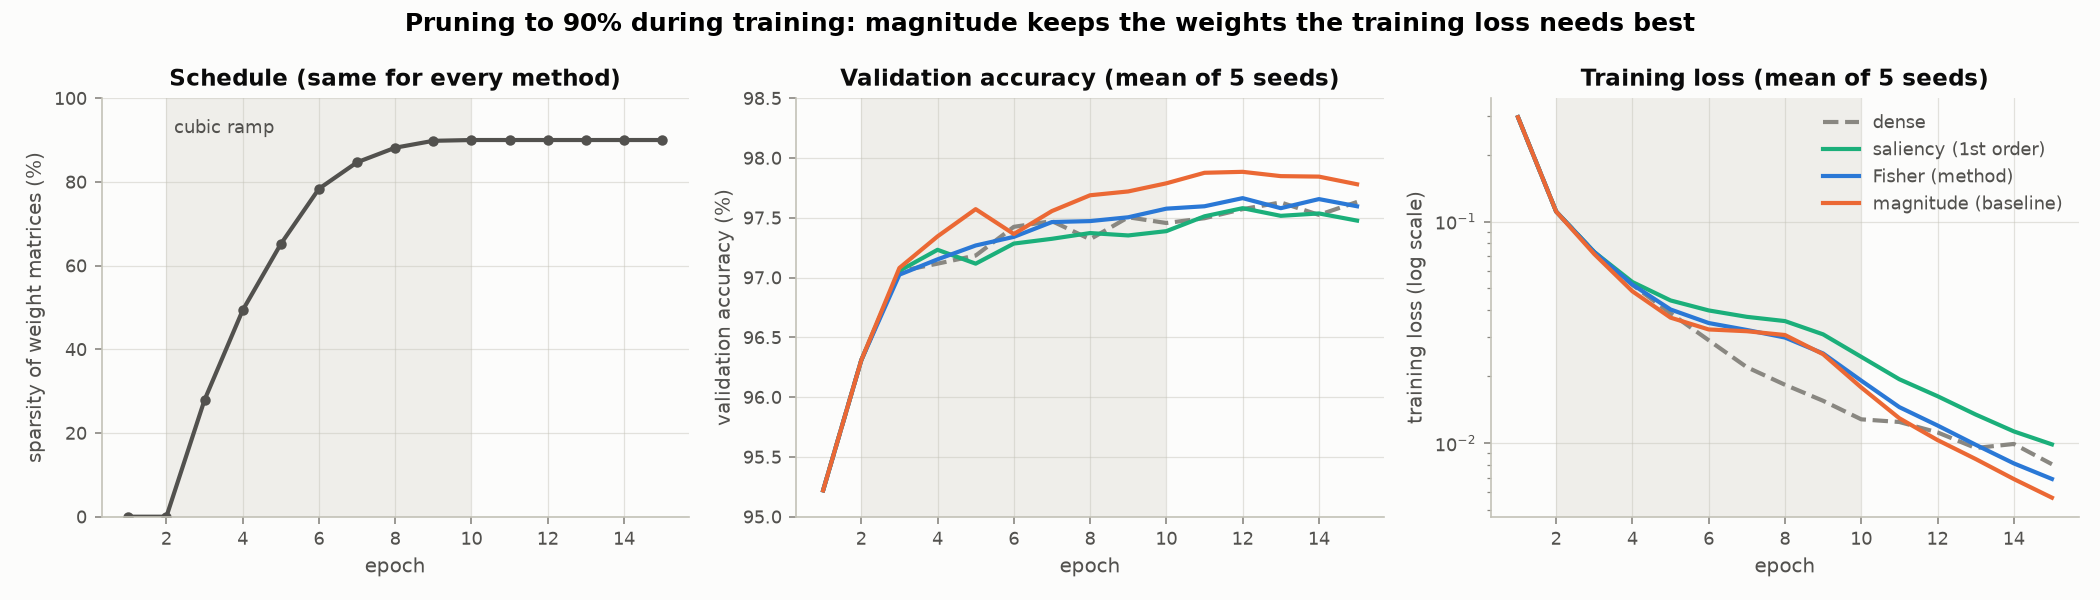 Pruning to 90% during training: magnitude keeps the weights the training loss needs best
Schedule (same for every method)
sparsity of weight matrices (%)
100
80
60
40
20
0
cubic ramp
2 4 6 8 10 12 14
epoch
Validation accuracy (mean of 5 seeds)
validation accuracy (%)
98.5
98.0
97.5
97.0
96.5
96.0
95.5
95.0
2 4 6 8 10 12 14
epoch
Training loss (mean of 5 seeds)
training loss (log scale)
10⁻¹
10⁻²
dense
saliency (1st order)
Fisher (method)
magnitude (baseline)
2 4 6 8 10 12 14
epoch